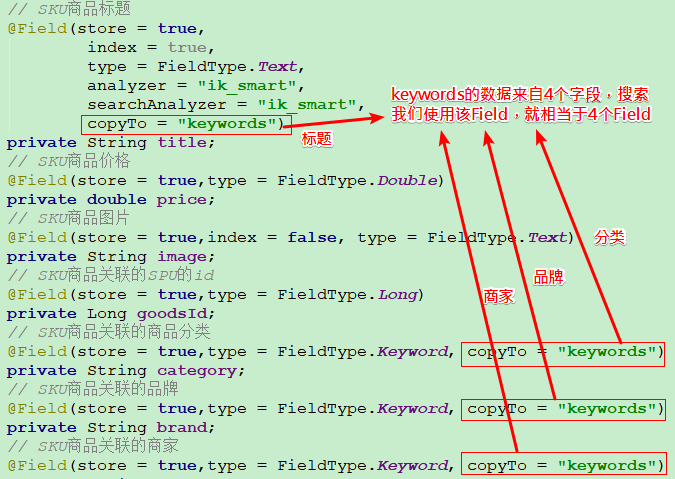 // SKU商品标题
@Field(store = true,
index = true,
type = FieldType.Text,
analyzer = "ik_smart",
searchAnalyzer = "ik_smart",
copyTo = "keywords")
private String title;
// SKU商品价格
@Field(store = true,type = FieldType.Double)
private double price;
// SKU商品图片
@Field(store = true,index = false, type = FieldType.Text)
private String image;
// SKU商品关联的SPU的id
@Field(store = true,type = FieldType.Long)
private Long goodsId;
// SKU商品关联的商品分类
@Field(store = true,type = FieldType.Keyword, copyTo = "keywords")
private String category;
// SKU商品关联的品牌
@Field(store = true,type = FieldType.Keyword, copyTo = "keywords")
private String brand;
// SKU商品关联的商家
@Field(store = true,type = FieldType.Keyword, copyTo = "keywords")
keywords的数据来自4个字段，搜索
我们使用该Field，就相当于4个Field
标题
分类
品牌
商家